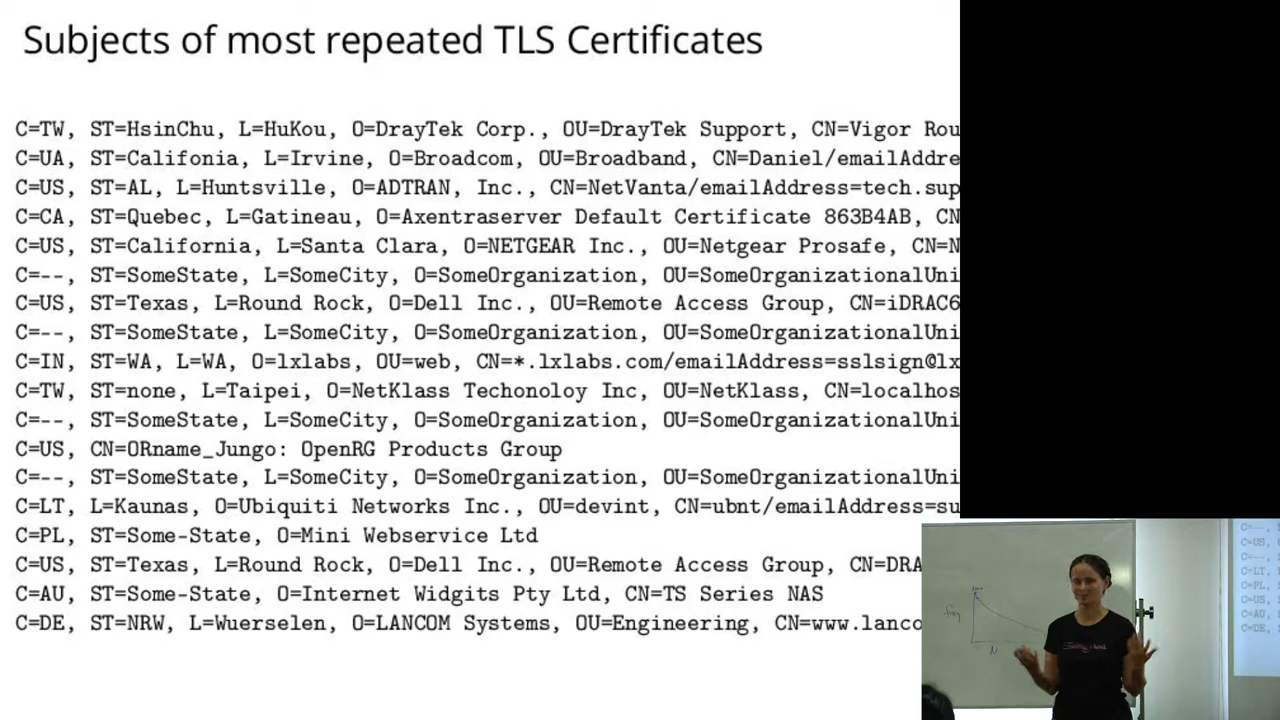 Subjects of most repeated TLS Certificates
C=TW, ST=HsinChu, L=HuKou, O=DrayTek Corp., OU=DrayTek Support, CN=Vigor Rou
C=UA, ST=Califonia, L=Irvine, O=Broadcom, OU=Broadband, CN=Daniel/emailAddre
C=US, ST=AL, L=Huntsville, O=ADTRAN, Inc., CN=NetVanta/emailAddress=tech.sup
C=CA, ST=Quebec, L=Gatineau, O=Axentraserver Default Certificate 863B4AB, CN
C=US, ST=California, L=Santa Clara, O=NETGEAR Inc., OU=Netgear Prosafe, CN=N
C=--, ST=SomeState, L=SomeCity, O=SomeOrganization, OU=SomeOrganizationalUni
C=US, ST=Texas, L=Round Rock, O=Dell Inc., OU=Remote Access Group, CN=iDRAC6
C=--, ST=SomeState, L=SomeCity, O=SomeOrganization, OU=SomeOrganizationalUni
C=IN, ST=WA, L=WA, O=lxlabs, OU=web, CN=*.lxlabs.com/emailAddress=sslsign@lx
C=TW, ST=none, L=Taipei, O=NetKlass Techonoloy Inc, OU=NetKlass, CN=localhos
C=--, ST=SomeState, L=SomeCity, O=SomeOrganization, OU=SomeOrganizationalUni
C=US, CN=ORname_Jungo: OpenRG Products Group
C=--, ST=SomeState, L=SomeCity, O=SomeOrganization, OU=SomeOrganizationalUni
C=LT, L=Kaunas, O=Ubiquiti Networks Inc., OU=devint, CN=ubnt/emailAddress=su
C=PL, ST=Some-State, O=Mini Webservice Ltd
C=US, ST=Texas, L=Round Rock, O=Dell Inc., OU=Remote Access Group, CN=DRA
C=AU, ST=Some-State, O=Internet Widgits Pty Ltd, CN=TS Series NAS
C=DE, ST=NRW, L=Wuerselen, O=LANCOM Systems, OU=Engineering, CN=www.lanco
freq
N
C=--,
C=US,
C=--,
C=LT,
C=PL,
C=US,
C=AU,
C=DE,